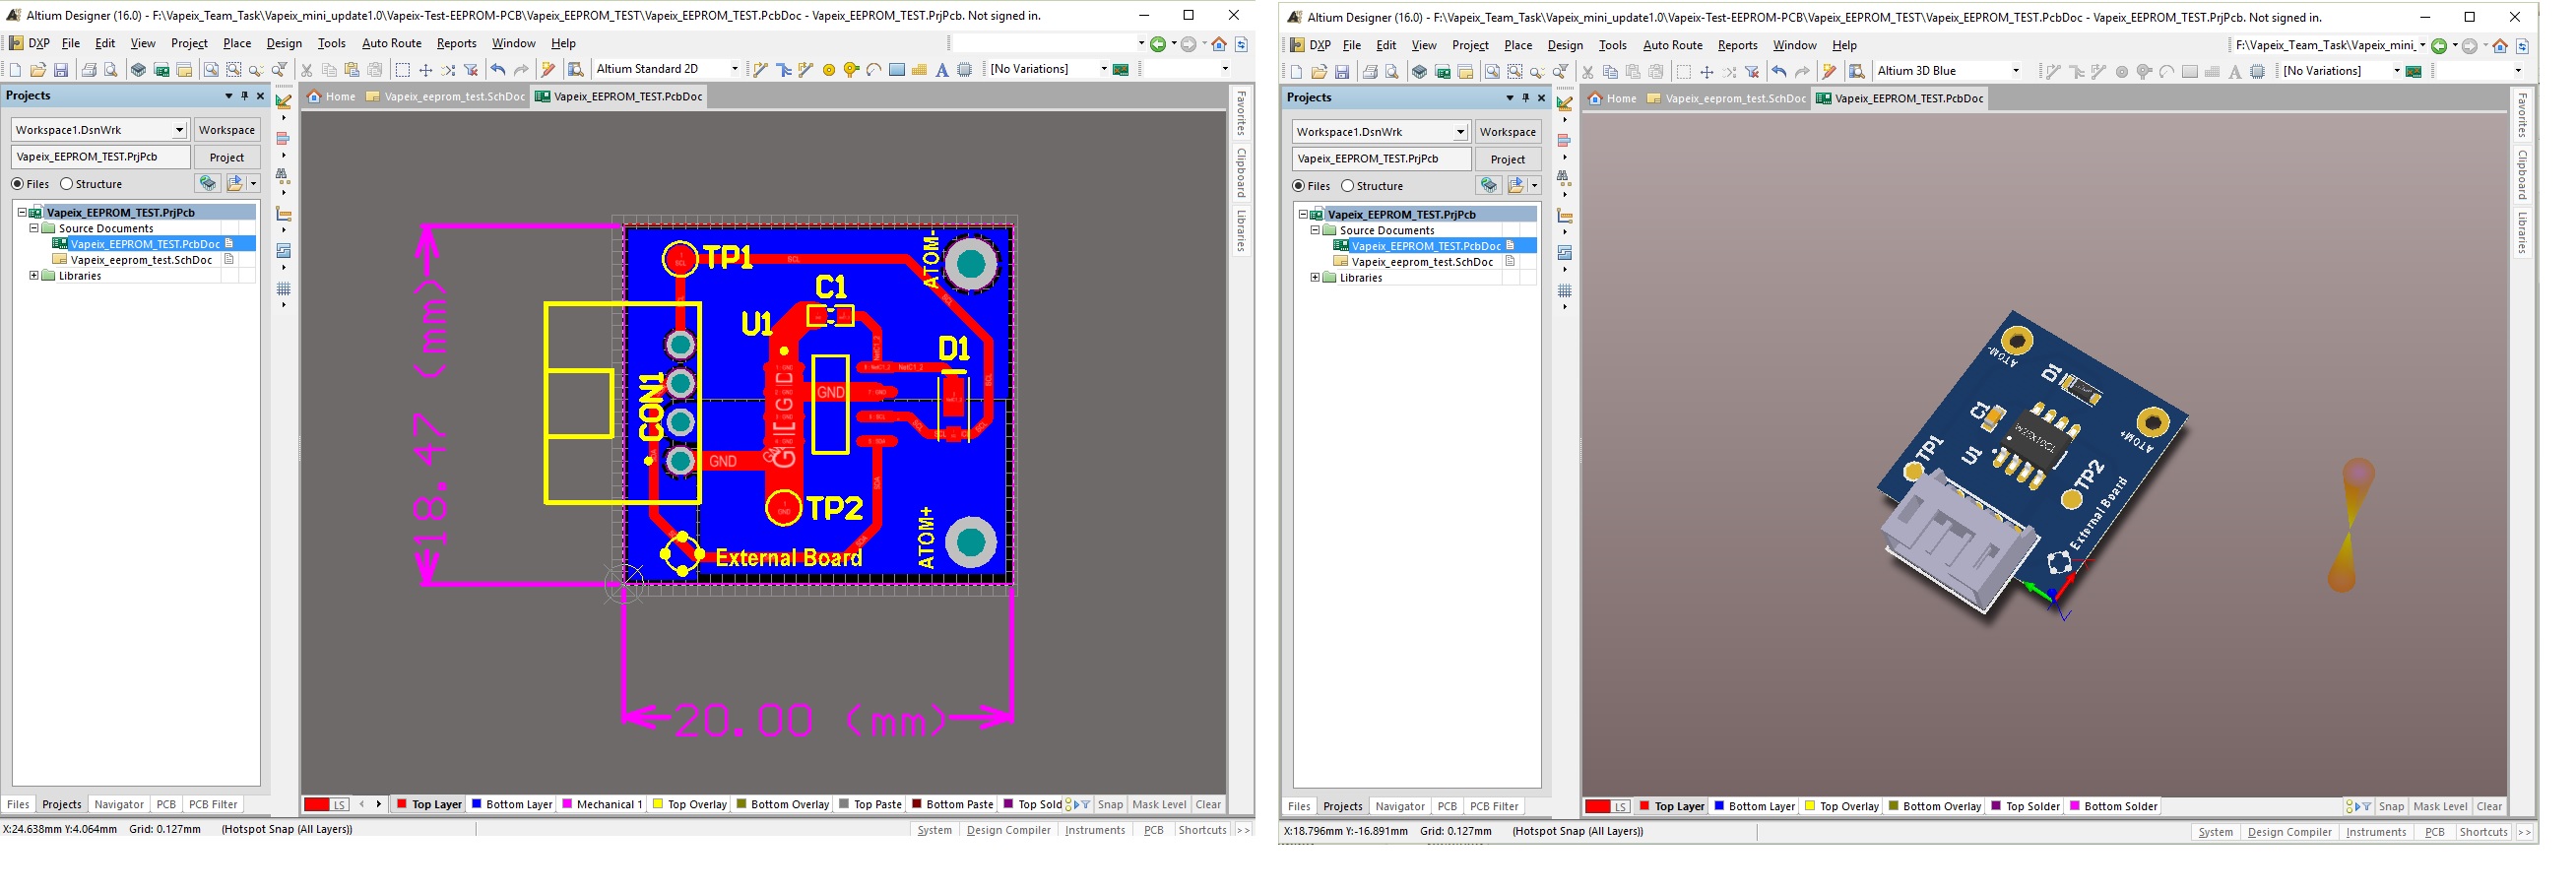 Altium Designer (16.0) - F:\Vapeix_Team_Task\Vapeix_mini_update1.0\Vapeix-Test-EEPROM-PCB\Vapeix_EEPROM_TEST\Vapeix_EEPROM_TEST.PcbDoc - Vapeix_EEPROM_TEST.PrjPcb. Not signed in.
DXP File Edit View Project Place Design Tools Auto Route Reports Window Help
Altium Standard 2D [No Variations]
Projects
Home Vapeix_eeprom_test.SchDoc Vapeix_EEPROM_TEST.PcbDoc
Workspace1.DsnWrk Workspace
Vapeix_EEPROM_TEST.PrjPcb Project
Files Structure
Vapeix_EEPROM_TEST.PrjPcb
Source Documents
Vapeix_EEPROM_TEST.PcbDoc
Vapeix_eeprom_test.SchDoc
Libraries
Favorites
Clipboard
Libraries
18.47 (mm)
TP1
SCL
ATOM-
C1
U1
D1
CON1
GND
GND
TP2
ATOM+
External Board
20.00 (mm)
Files Projects Navigator PCB PCB Filter
LS Top Layer Bottom Layer Mechanical 1 Top Overlay Bottom Overlay Top Paste Bottom Paste Top Sold Snap Mask Level Clear
X:24.638mm Y:4.064mm Grid: 0.127mm (Hotspot Snap (All Layers))
System Design Compiler Instruments PCB Shortcuts >>
Altium Designer (16.0) - F:\Vapeix_Team_Task\Vapeix_mini_update1.0\Vapeix-Test-EEPROM-PCB\Vapeix_EEPROM_TEST\Vapeix_EEPROM_TEST.PcbDoc - Vapeix_EEPROM_TEST.PrjPcb. Not signed in.
DXP File Edit View Project Place Design Tools Auto Route Reports Window Help F:\Vapeix_Team_Task\Vapeix_mini_
Altium 3D Blue [No Variations]
Projects
Home Vapeix_eeprom_test.SchDoc Vapeix_EEPROM_TEST.PcbDoc
Workspace1.DsnWrk Workspace
Vapeix_EEPROM_TEST.PrjPcb Project
Files Structure
Vapeix_EEPROM_TEST.PrjPcb
Source Documents
Vapeix_EEPROM_TEST.PcbDoc
Vapeix_eeprom_test.SchDoc
Libraries
Favorites
Clipboard
Libraries
ATOM-
D1
C1
ATOM+
TP1
U1
TP2
External Board
Files Projects Navigator PCB PCB Filter
LS Top Layer Bottom Layer Top Overlay Bottom Overlay Top Solder Bottom Solder Snap Mask Level Clear
X:18.796mm Y:-16.891mm Grid: 0.127mm (Hotspot Snap (All Layers))
System Design Compiler Instruments PCB Shortcuts >>